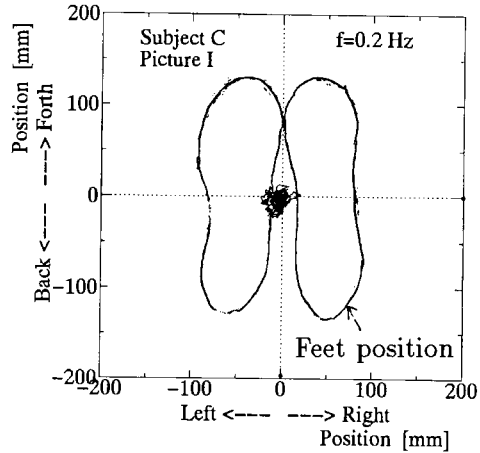 200
Subject C
f=0.2 Hz
Picture I
Position [mm]
Back <--- ---> Forth
100
0
−100
−200
Feet position
−200
−100
0
100
200
Left <--- ---> Right
Position [mm]